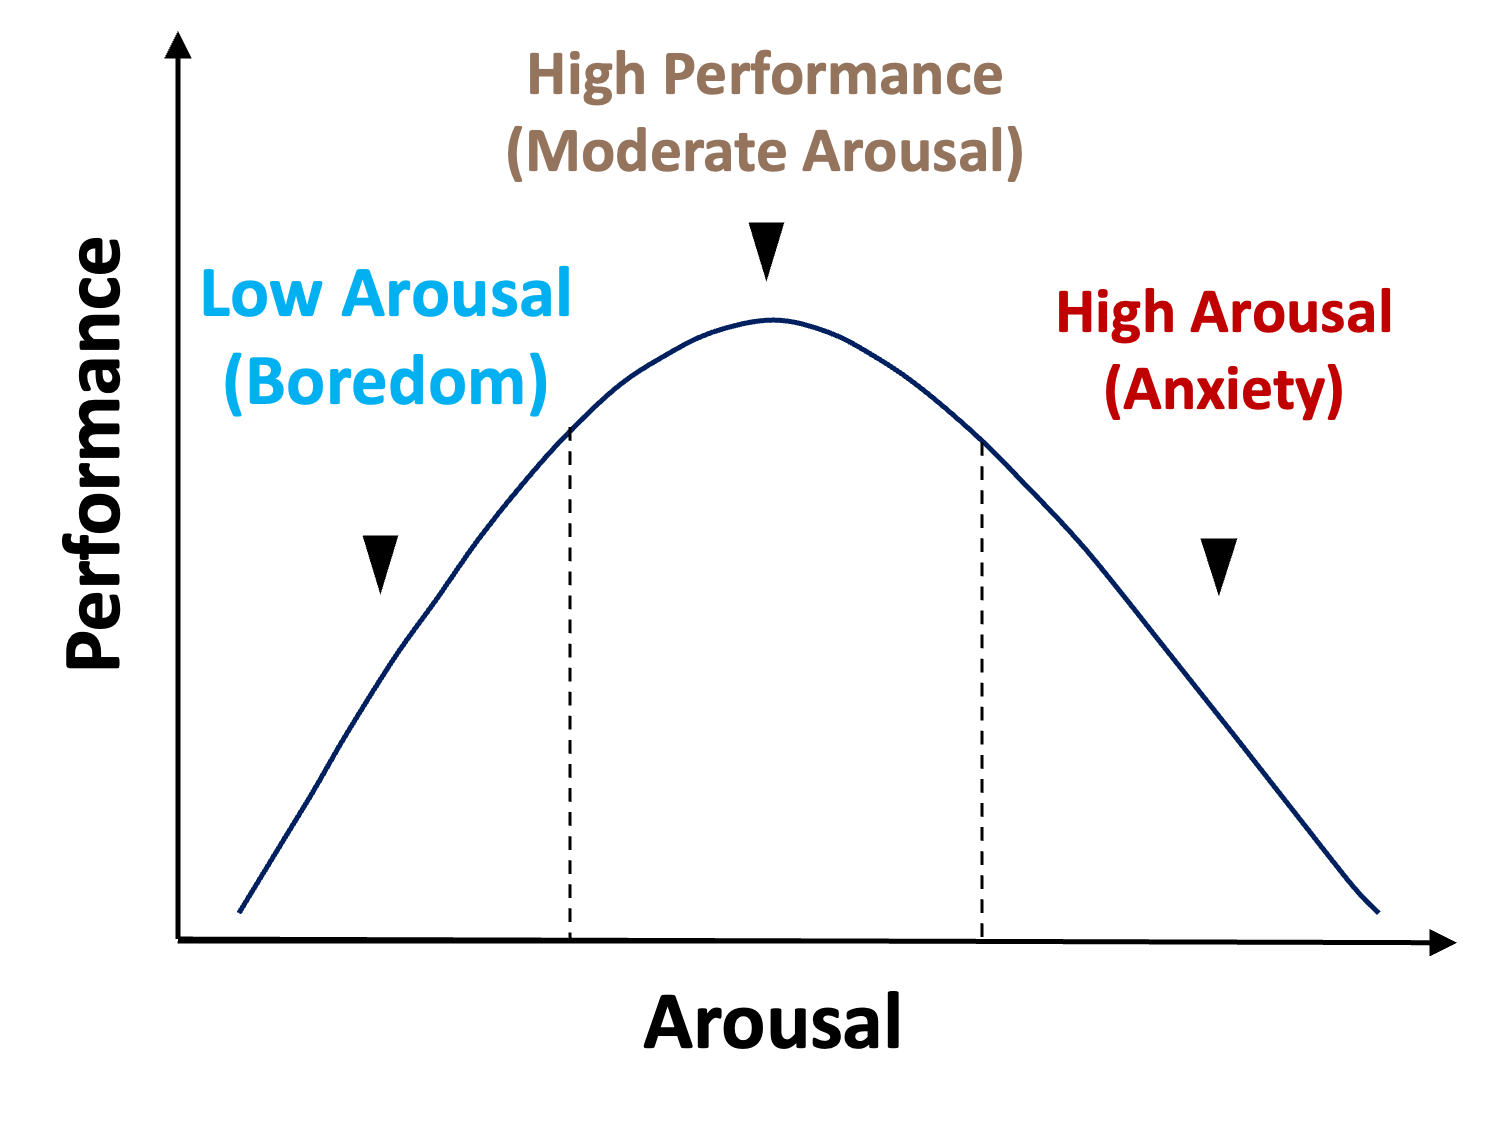 High Performance
(Moderate Arousal)
Low Arousal
(Boredom)
High Arousal
(Anxiety)
Performance
Arousal